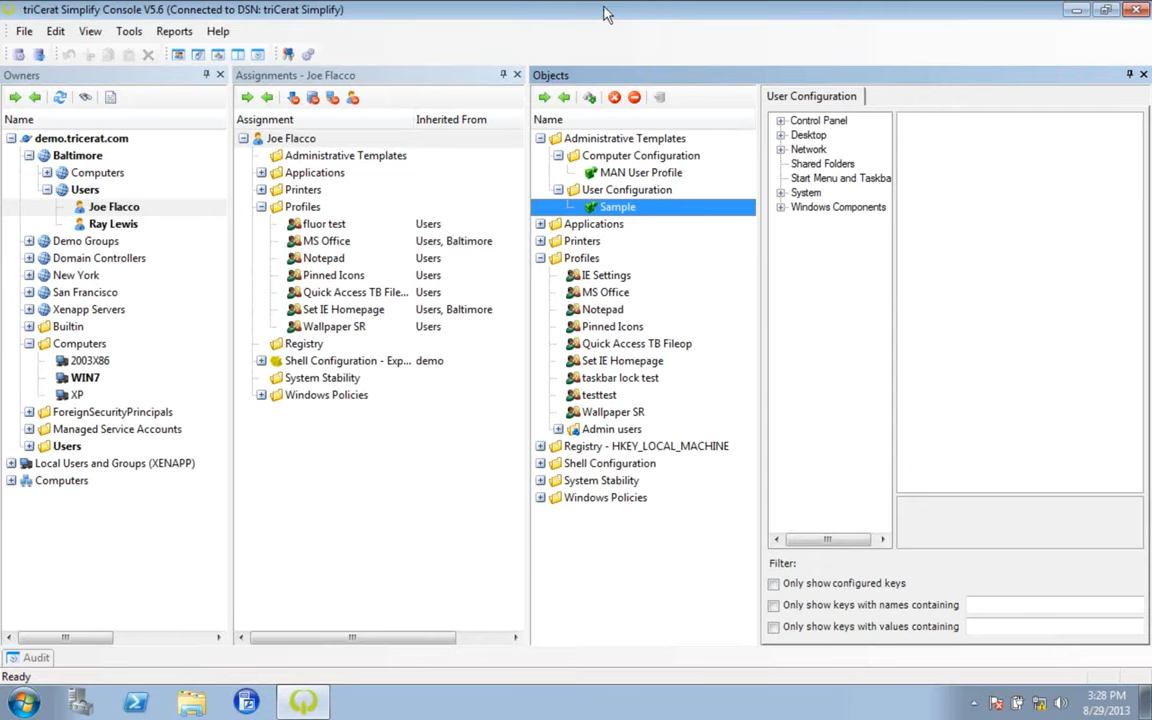 triCerat Simplify Console V5.6 (Connected to DSN: triCerat Simplify)
File Edit View Tools Reports Help
Owners
Name
demo.tricerat.com
Baltimore
Computers
Users
Joe Flacco
Ray Lewis
Demo Groups
Domain Controllers
New York
San Francisco
Xenapp Servers
Builtin
Computers
2003X86
WIN7
XP
ForeignSecurityPrincipals
Managed Service Accounts
Users
Local Users and Groups (XENAPP)
Computers
Assignments - Joe Flacco
Assignment Inherited From
Joe Flacco
Administrative Templates
Applications
Printers
Profiles
fluor test Users
MS Office Users, Baltimore
Notepad Users
Pinned Icons Users
Quick Access TB File... Users
Set IE Homepage Users, Baltimore
Wallpaper SR Users
Registry
Shell Configuration - Exp... demo
System Stability
Windows Policies
Objects
Name
Administrative Templates
Computer Configuration
MAN User Profile
User Configuration
Sample
Applications
Printers
Profiles
IE Settings
MS Office
Notepad
Pinned Icons
Quick Access TB Fileop
Set IE Homepage
taskbar lock test
testtest
Wallpaper SR
Admin users
Registry - HKEY_LOCAL_MACHINE
Shell Configuration
System Stability
Windows Policies
User Configuration
Control Panel
Desktop
Network
Shared Folders
Start Menu and Taskba
System
Windows Components
Filter:
Only show configured keys
Only show keys with names containing
Only show keys with values containing
Audit
Ready
3:28 PM
8/29/2013